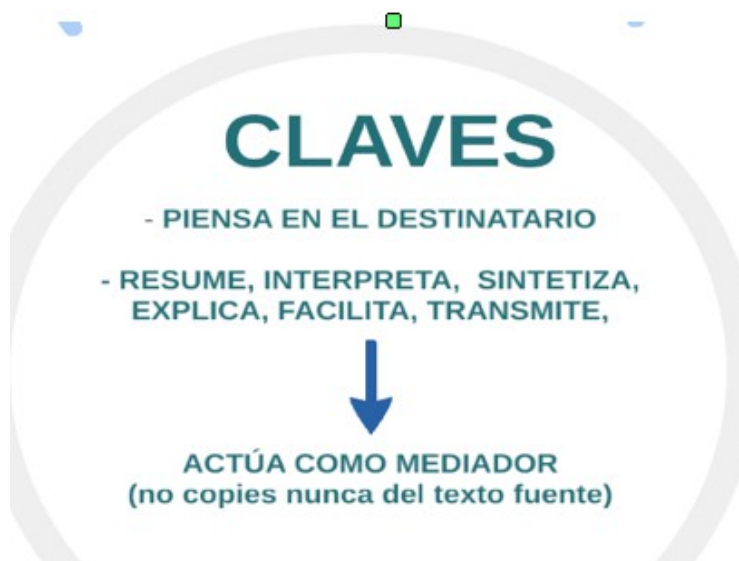 CLAVES
- PIENSA EN EL DESTINATARIO
- RESUME, INTERPRETA, SINTETIZA,
EXPLICA, FACILITA, TRANSMITE,
ACTÚA COMO MEDIADOR
(no copies nunca del texto fuente)